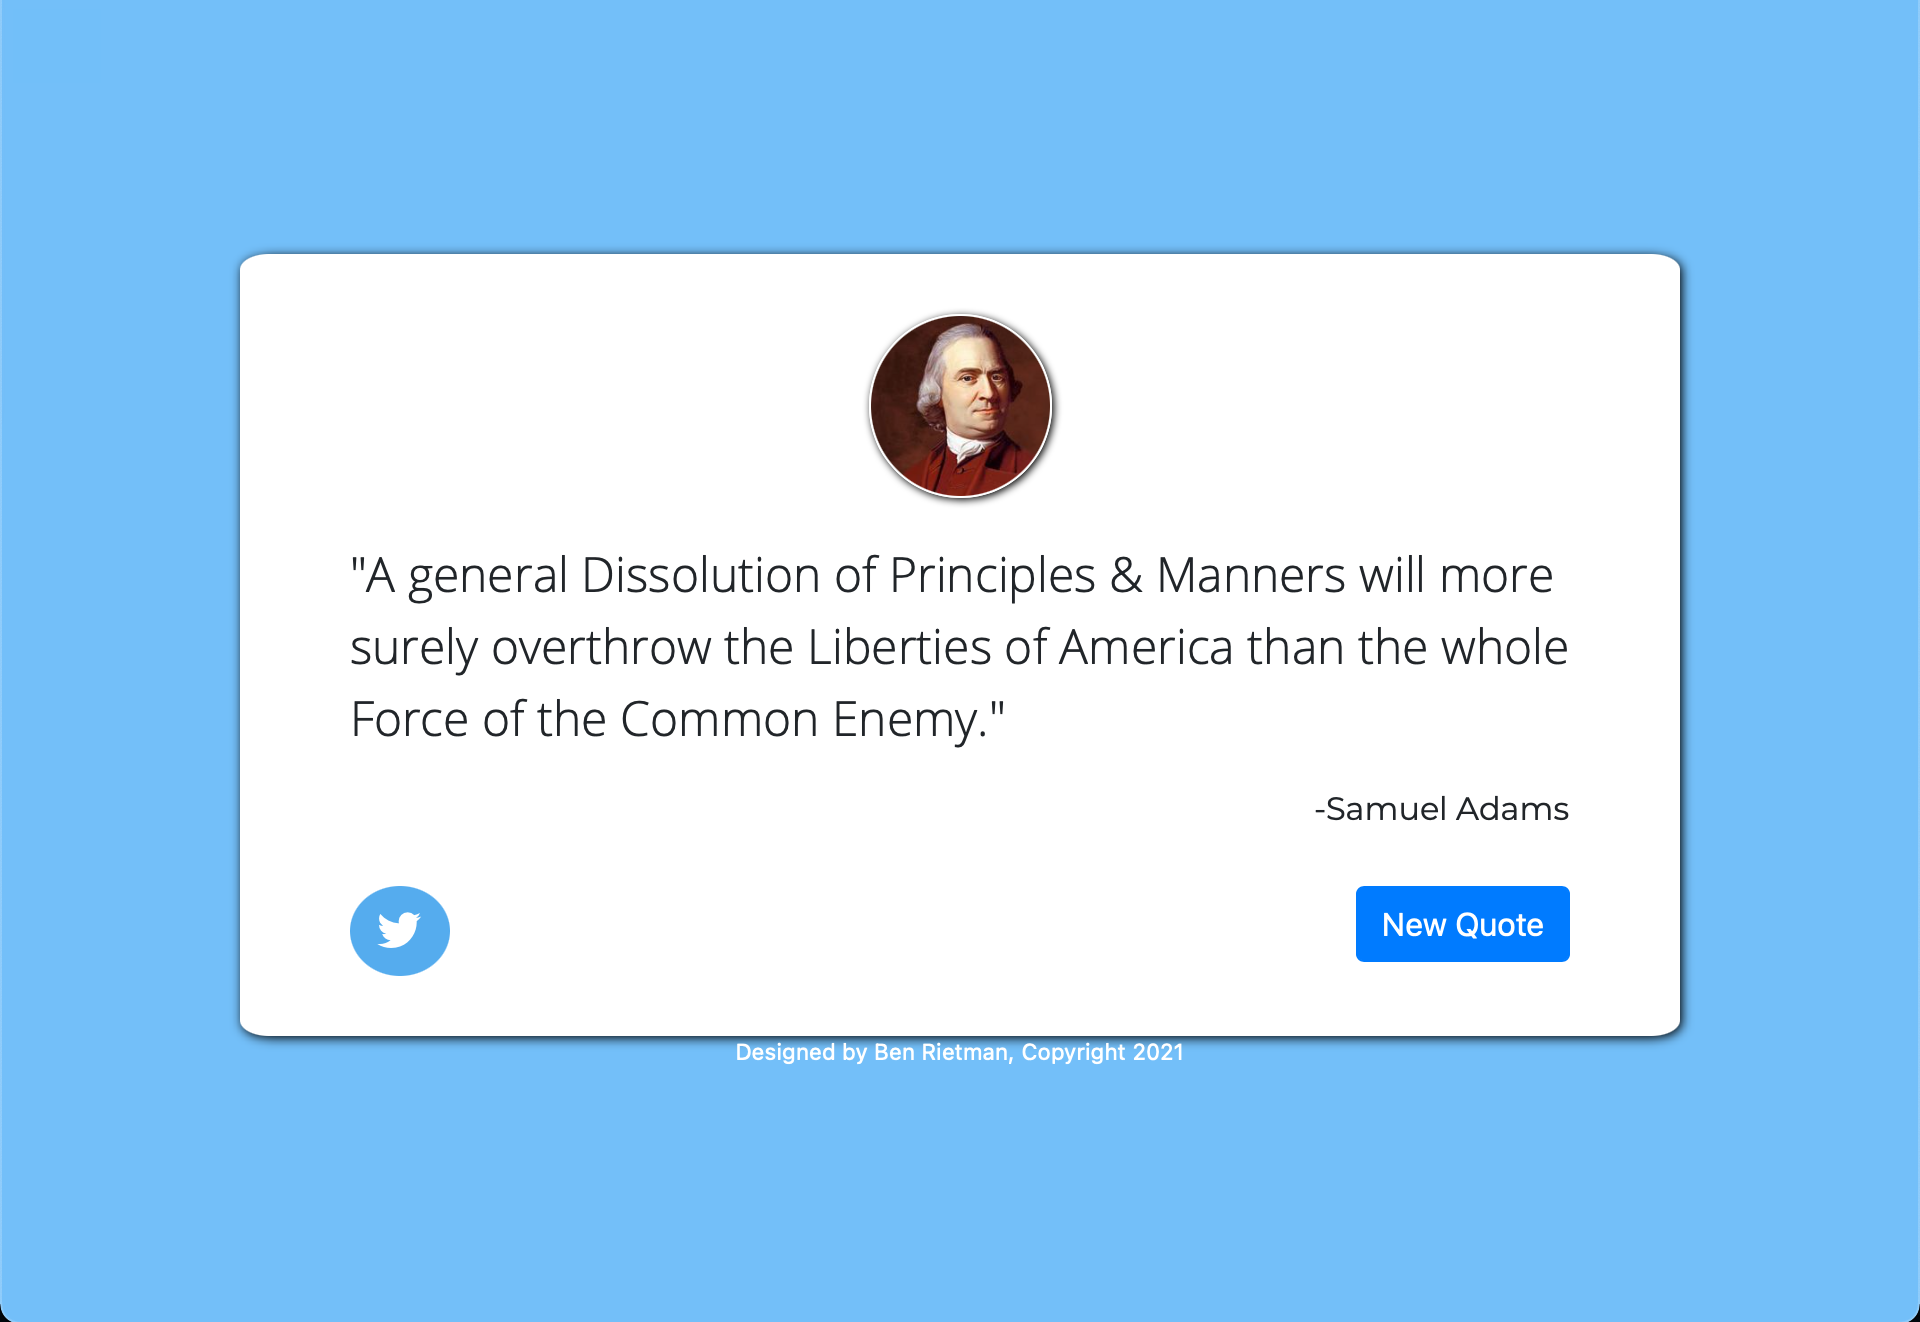 "A general Dissolution of Principles & Manners will more
surely overthrow the Liberties of America than the whole
Force of the Common Enemy."
-Samuel Adams
New Quote
Designed by Ben Rietman, Copyright 2021